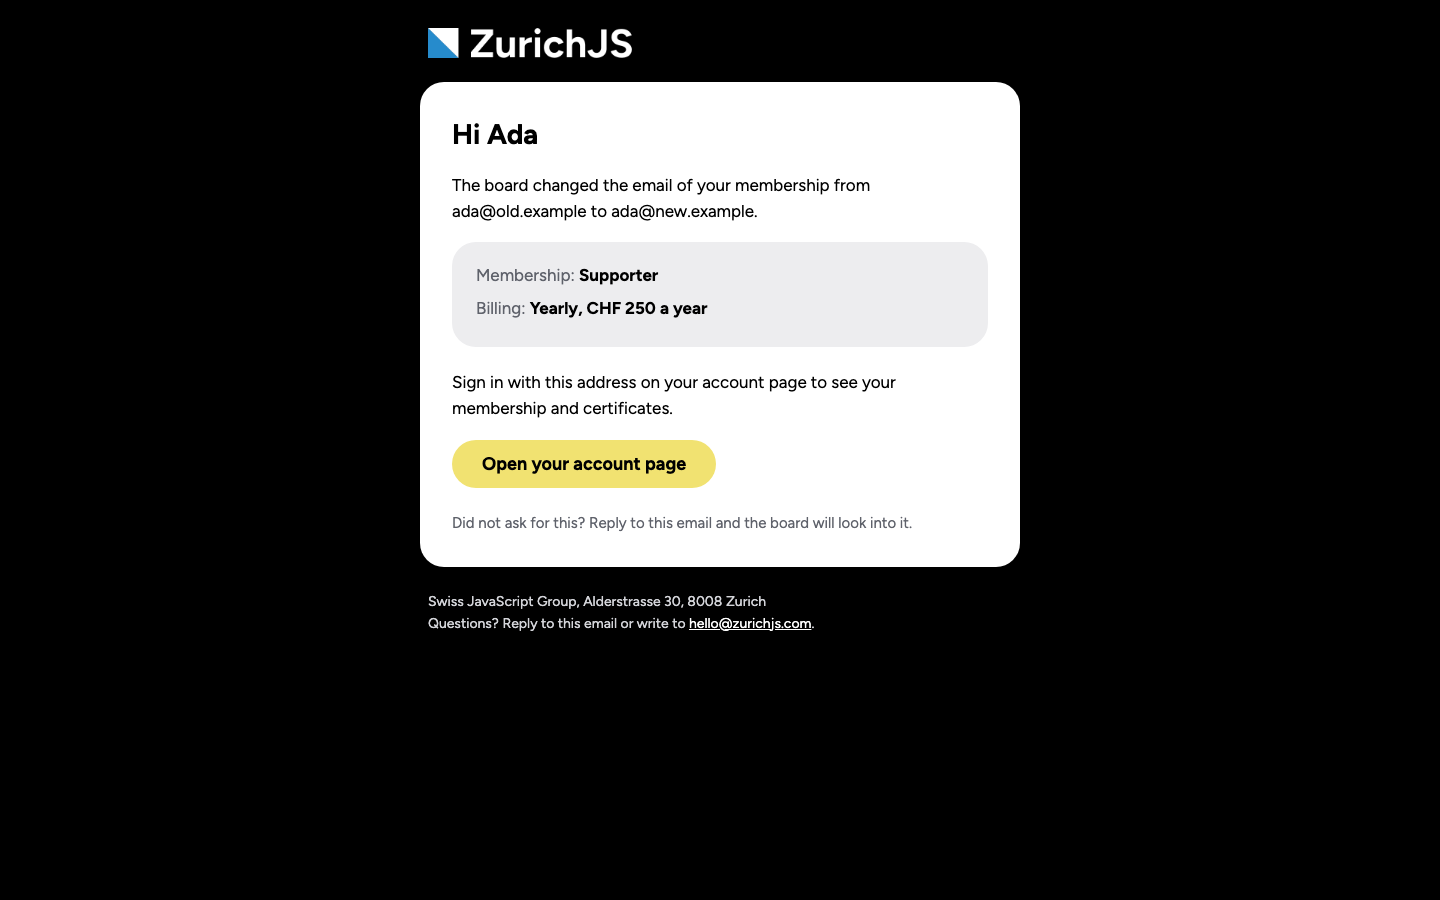 ZurichJS
Hi Ada
The board changed the email of your membership from
ada@old.example to ada@new.example.
Membership: Supporter
Billing: Yearly, CHF 250 a year
Sign in with this address on your account page to see your
membership and certificates.
Open your account page
Did not ask for this? Reply to this email and the board will look into it.
Swiss JavaScript Group, Alderstrasse 30, 8008 Zurich
Questions? Reply to this email or write to hello@zurichjs.com.